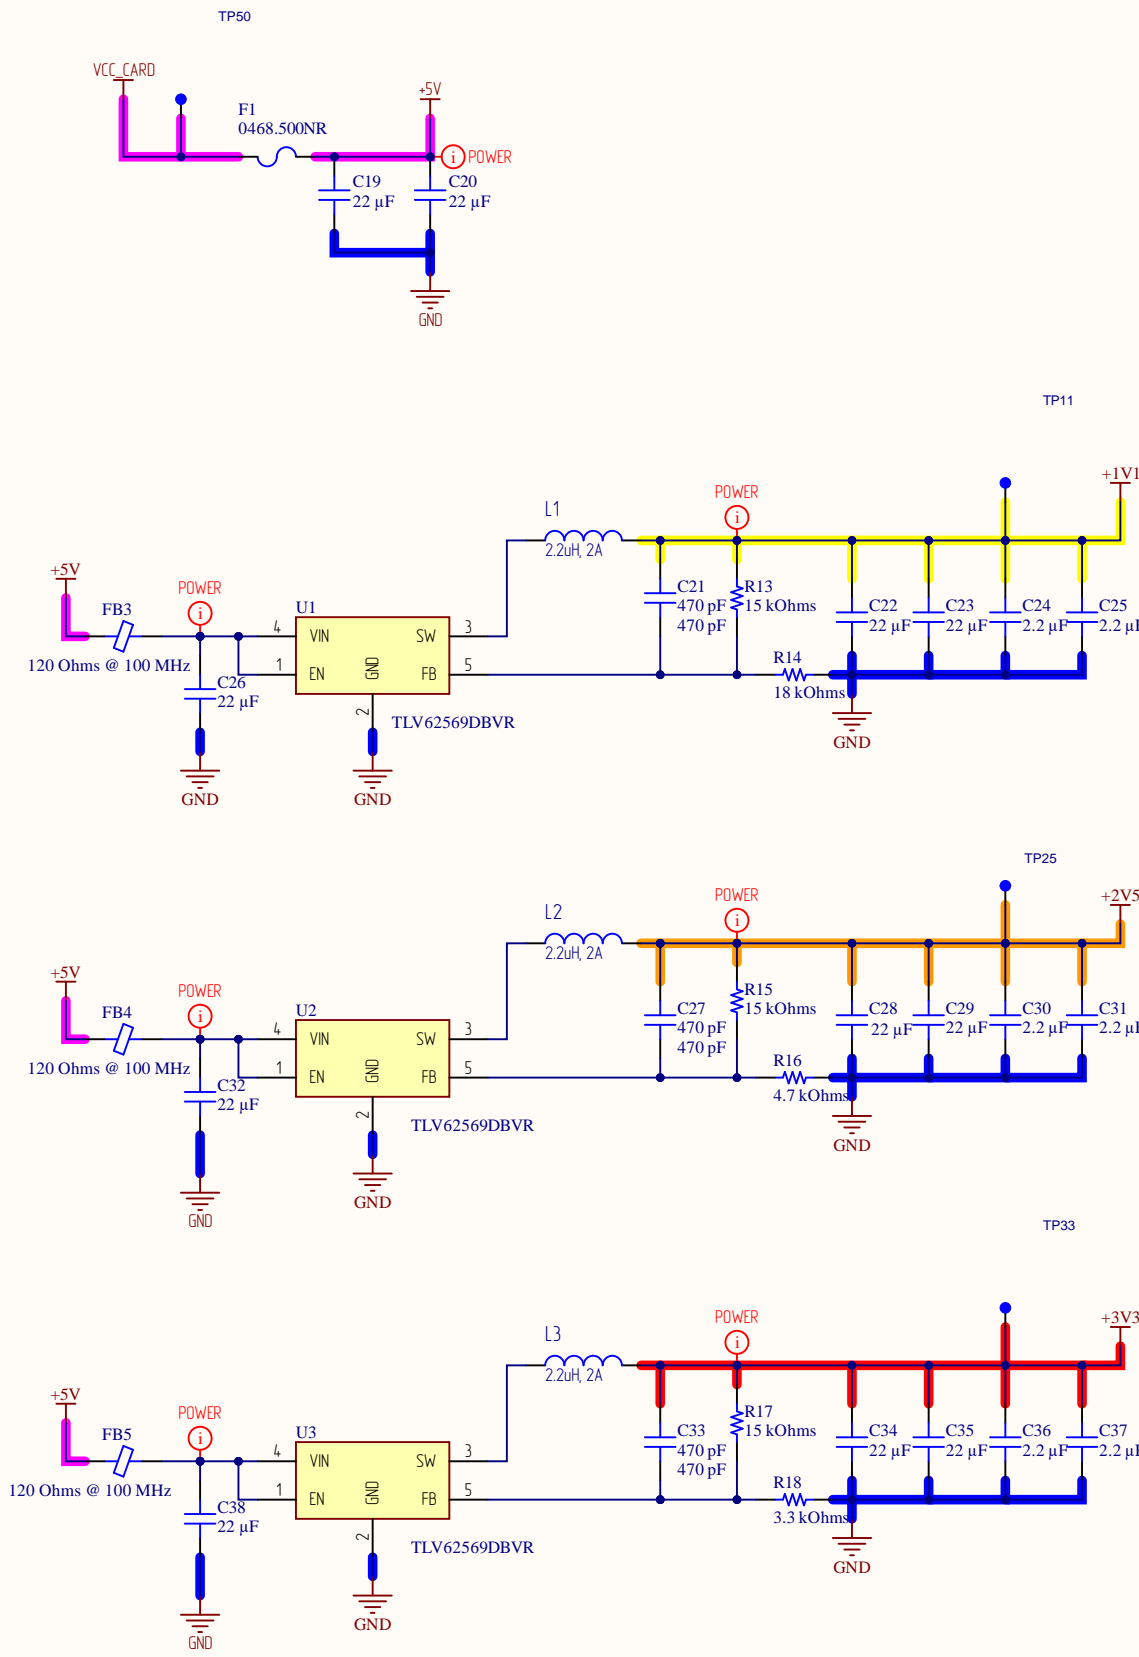 TP50
VCC_CARD
+5V
F1
0468.500NR
i POWER
C19
22 µF
C20
22 µF
GND
TP11
+1V1
POWER
i
L1
2.2uH, 2A
+5V
POWER
i
FB3
120 Ohms @ 100 MHz
U1
4 VIN SW 3
1 EN GND FB 5
2
TLV62569DBVR
C26
22 µF
GND
GND
C21
470 pF
470 pF
R13
15 kOhms
R14
18 kOhms
C22
22 µF
C23
22 µF
C24
2.2 µF
C25
2.2 µF
GND
TP25
+2V5
POWER
i
L2
2.2uH, 2A
+5V
POWER
i
FB4
120 Ohms @ 100 MHz
U2
4 VIN SW 3
1 EN GND FB 5
2
TLV62569DBVR
C32
22 µF
GND
GND
C27
470 pF
470 pF
R15
15 kOhms
R16
4.7 kOhms
C28
22 µF
C29
22 µF
C30
2.2 µF
C31
2.2 µF
GND
TP33
+3V3
POWER
i
L3
2.2uH, 2A
+5V
POWER
i
FB5
120 Ohms @ 100 MHz
U3
4 VIN SW 3
1 EN GND FB 5
2
TLV62569DBVR
C38
22 µF
GND
GND
C33
470 pF
470 pF
R17
15 kOhms
R18
3.3 kOhms
C34
22 µF
C35
22 µF
C36
2.2 µF
C37
2.2 µF
GND